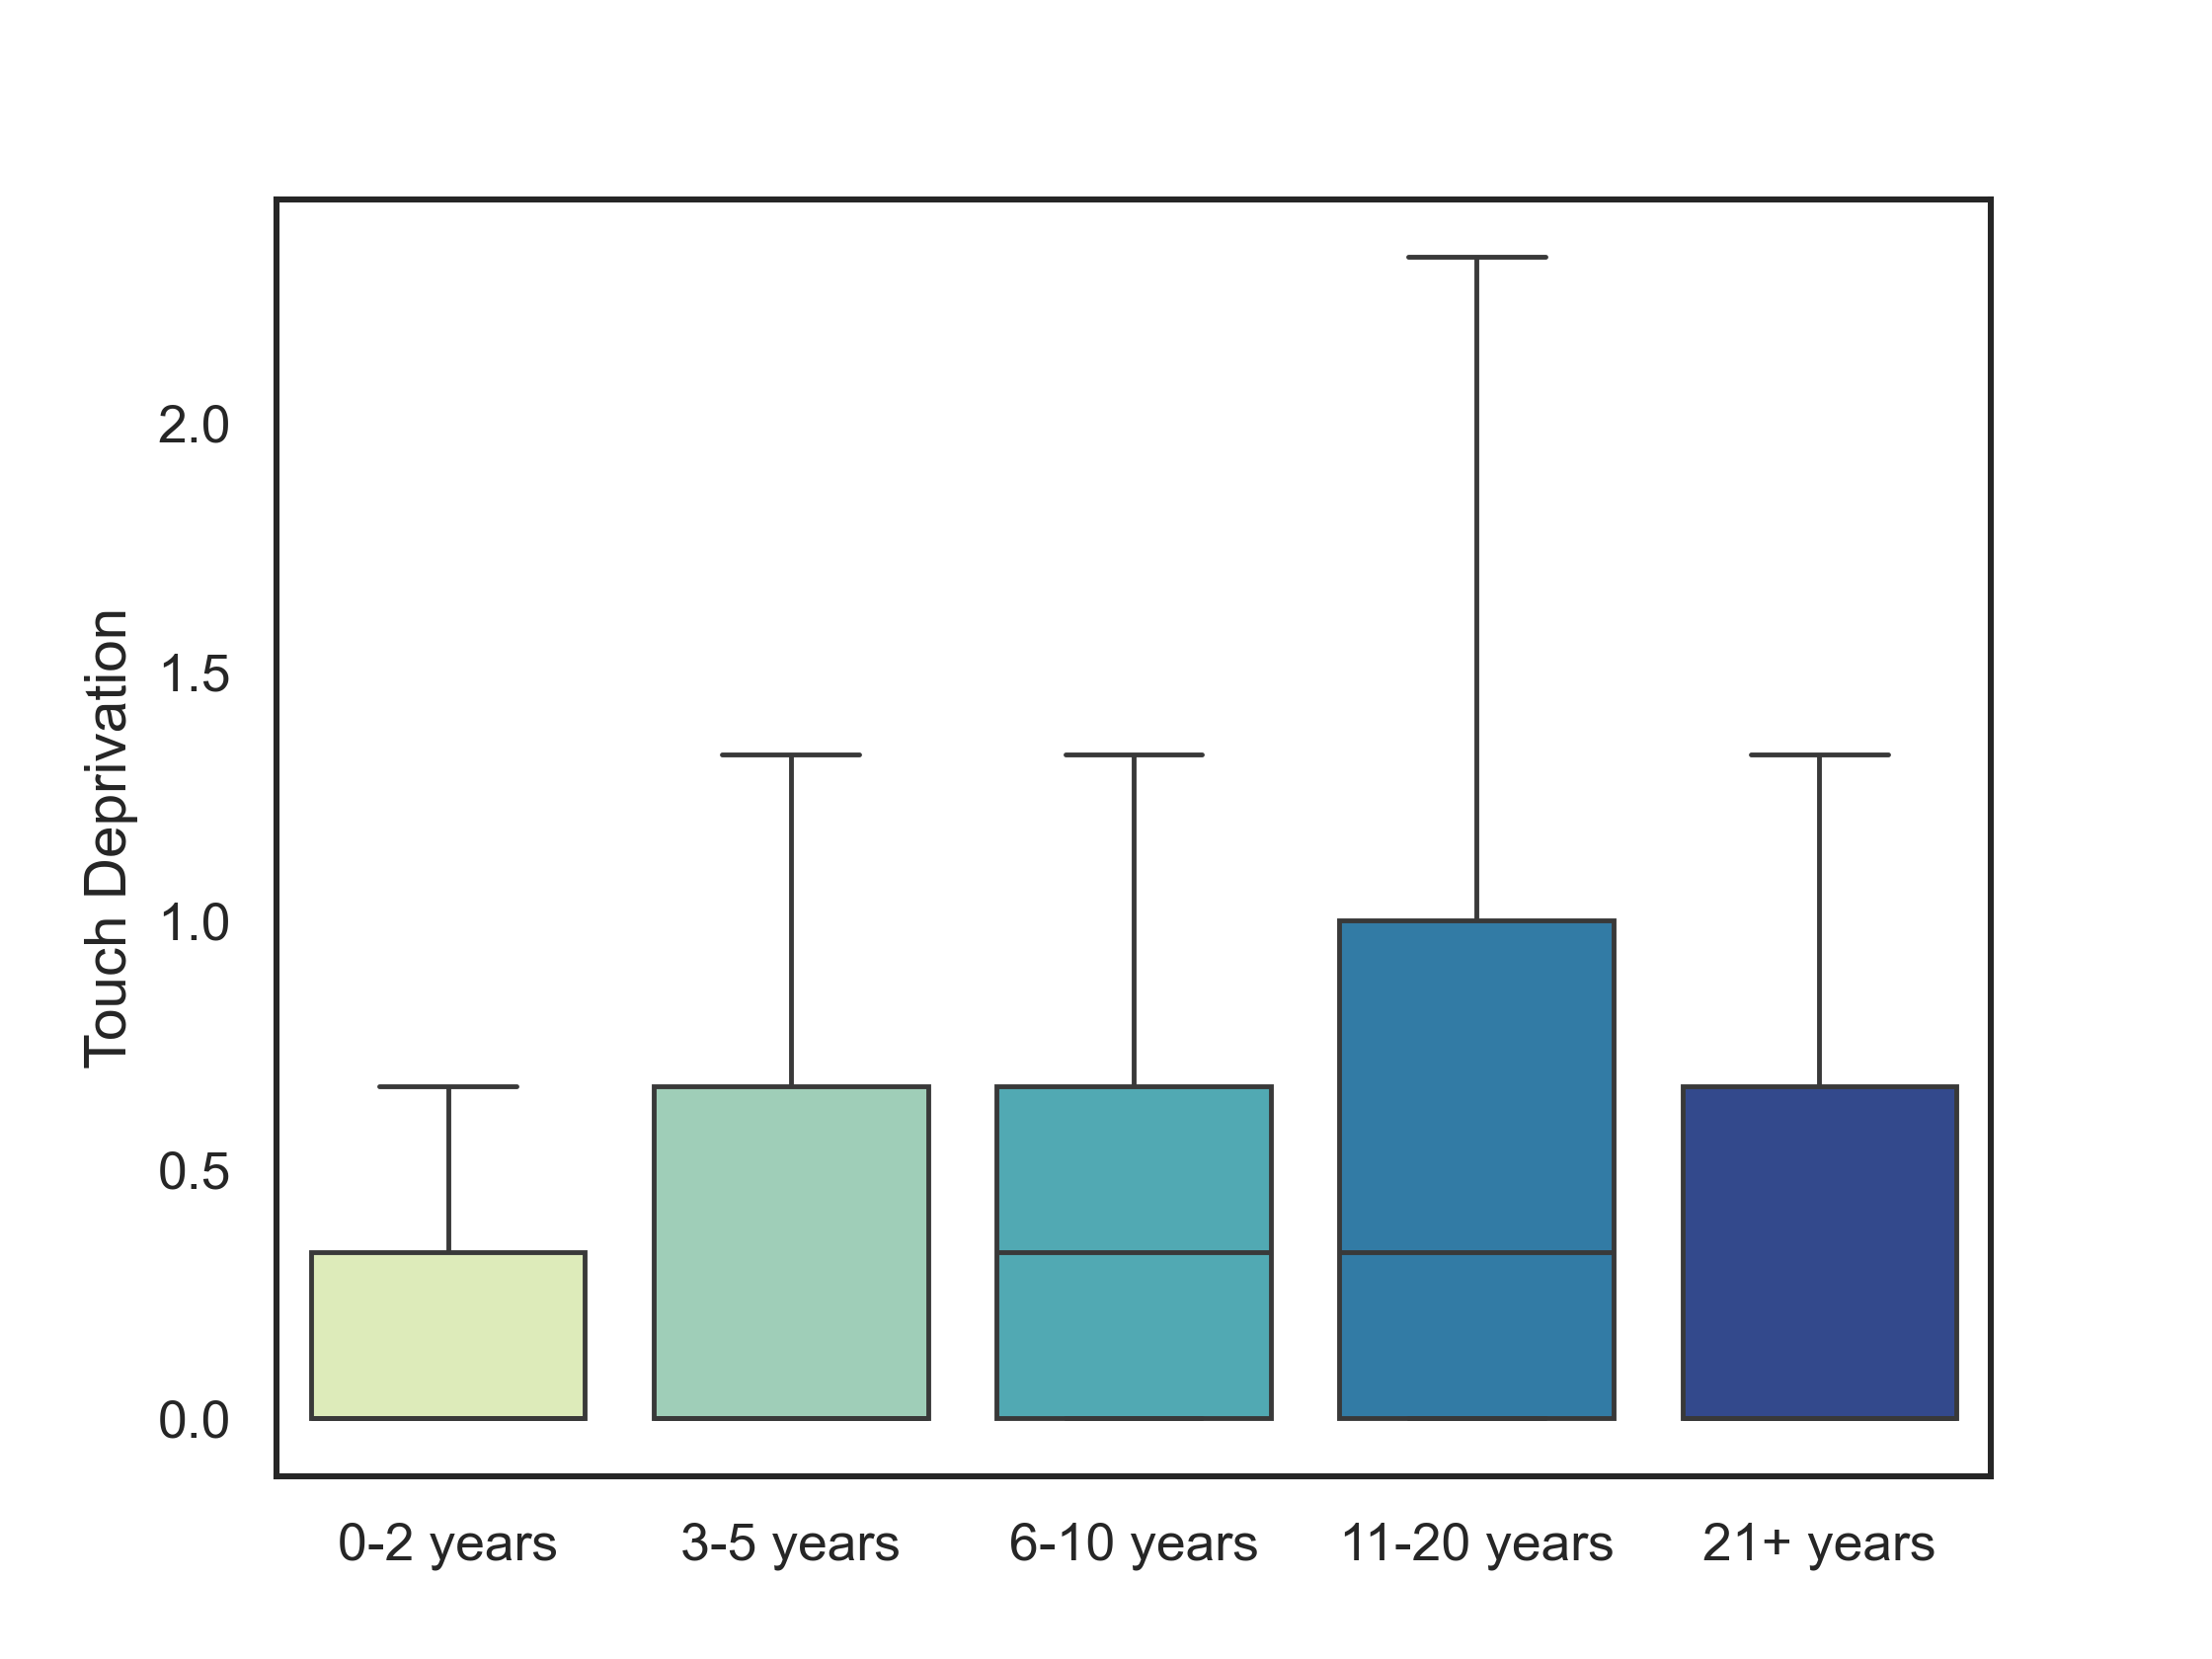 Touch Deprivation
2.0
1.5
1.0
0.5
0.0
0-2 years
3-5 years
6-10 years
11-20 years
21+ years